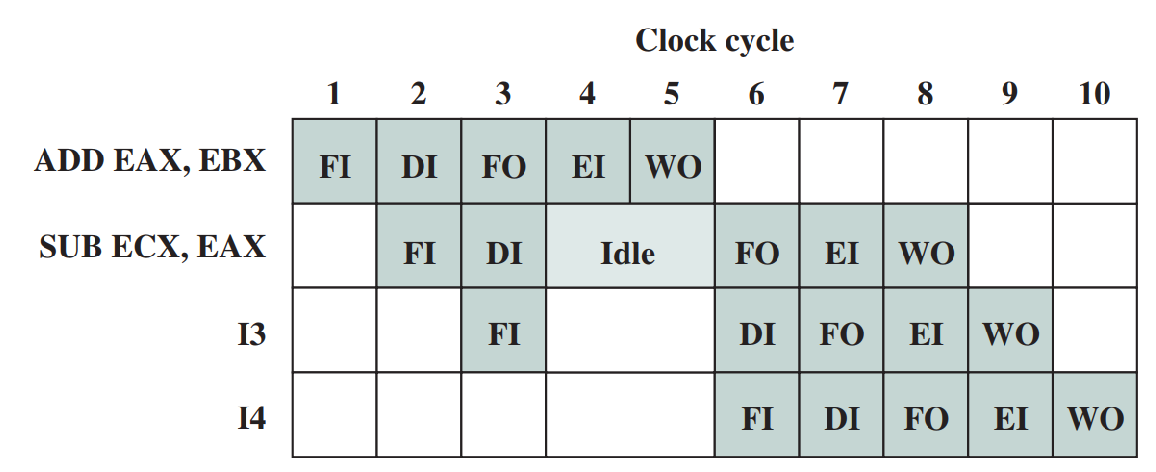 Clock cycle
1 2 3 4 5 6 7 8 9 10
ADD EAX, EBX FI DI FO EI WO
SUB ECX, EAX FI DI Idle FO EI WO
I3 FI DI FO EI WO
I4 FI DI FO EI WO